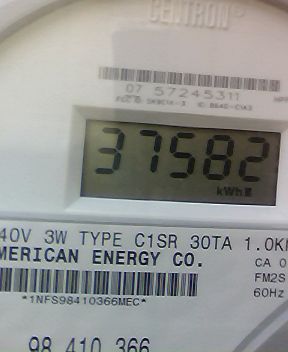 CENTRON®
07 57245311
37582
kWh
40V 3W TYPE C1SR 30TA 1.0K
MERICAN ENERGY CO.
CA 0
FM2S
60Hz
*1NFS98410366MEC*
98 410 366